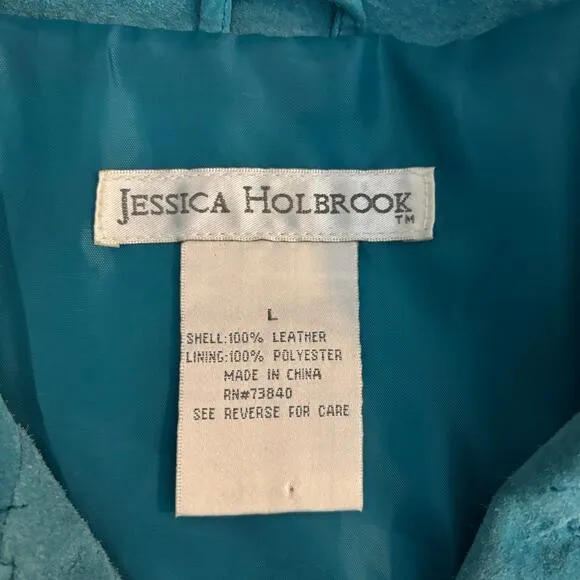 JESSICA HOLBROOK™
L
SHELL:100% LEATHER
LINING:100% POLYESTER
MADE IN CHINA
RN#73840
SEE REVERSE FOR CARE